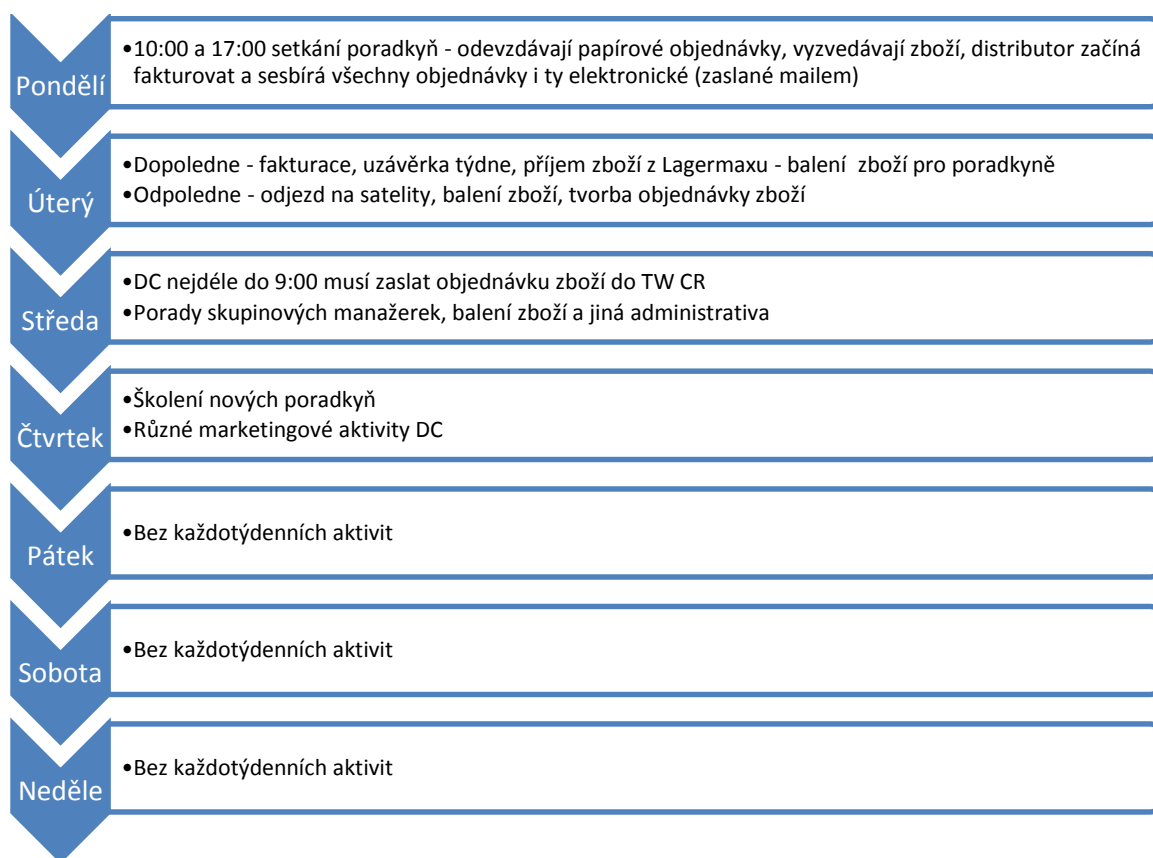 Pondělí
•10:00 a 17:00 setkání poradkyň - odevzdávají papírové objednávky, vyzvedávají zboží, distributor začíná
fakturovat a sesbírá všechny objednávky i ty elektronické (zaslané mailem)
Úterý
•Dopoledne - fakturace, uzávěrka týdne, příjem zboží z Lagermaxu - balení  zboží pro poradkyně
•Odpoledne - odjezd na satelity, balení zboží, tvorba objednávky zboží
Středa
•DC nejdéle do 9:00 musí zaslat objednávku zboží do TW CR
•Porady skupinových manažerek, balení zboží a jiná administrativa
Čtvrtek
•Školení nových poradkyň
•Různé marketingové aktivity DC
Pátek
•Bez každotýdenních aktivit
Sobota
•Bez každotýdenních aktivit
Neděle
•Bez každotýdenních aktivit